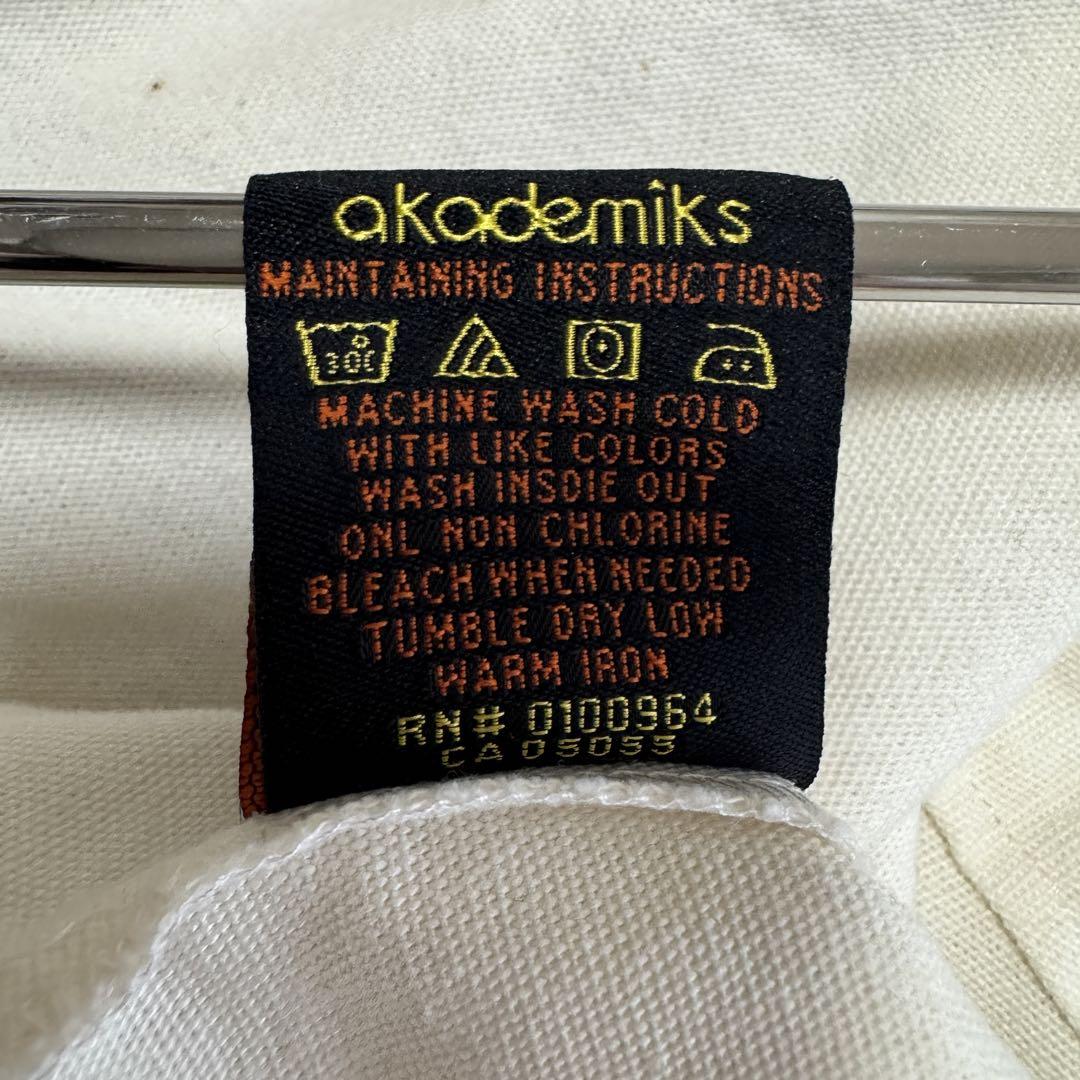 akademiks
MAINTAINING INSTRUCTIONS
30C
MACHINE WASH COLD
WITH LIKE COLORS
WASH INSDIE OUT
ONL NON CHLORINE
BLEACH WHEN NEEDED
TUMBLE DRY LOW
WARM IRON
RN# 0100964
CA 05055